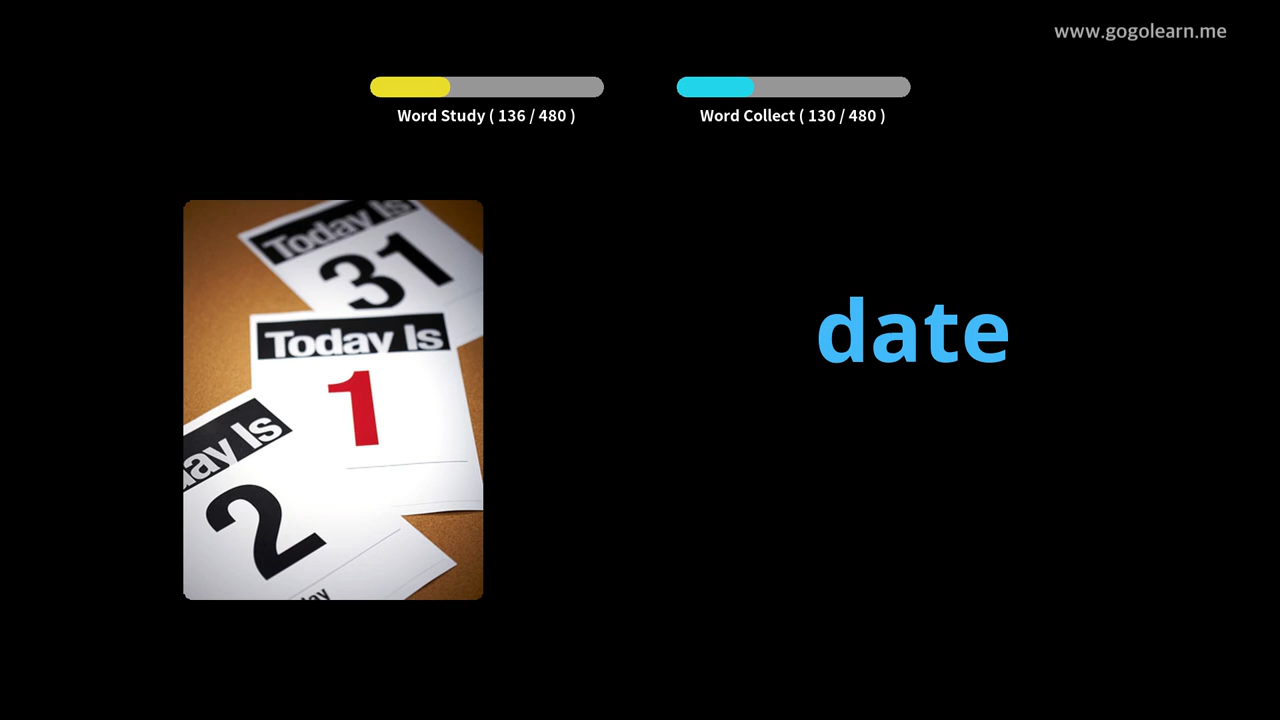 www.gogolearn.me
Word Study ( 136 / 480 )
Word Collect ( 130 / 480 )
Today Is
31
Today Is
1
day Is
2
date